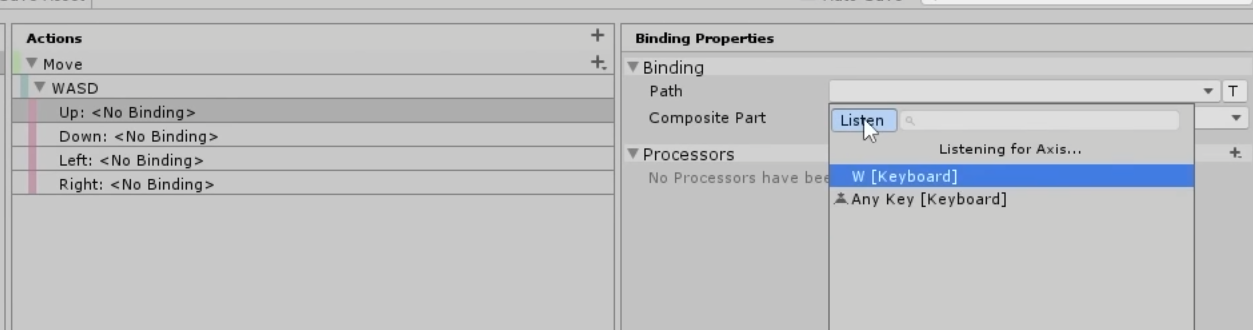 Actions
Move
WASD
Up: <No Binding>
Down: <No Binding>
Left: <No Binding>
Right: <No Binding>
Binding Properties
Binding
Path
T
Composite Part
Listen
Listening for Axis...
W [Keyboard]
Any Key [Keyboard]
Processors
No Processors have